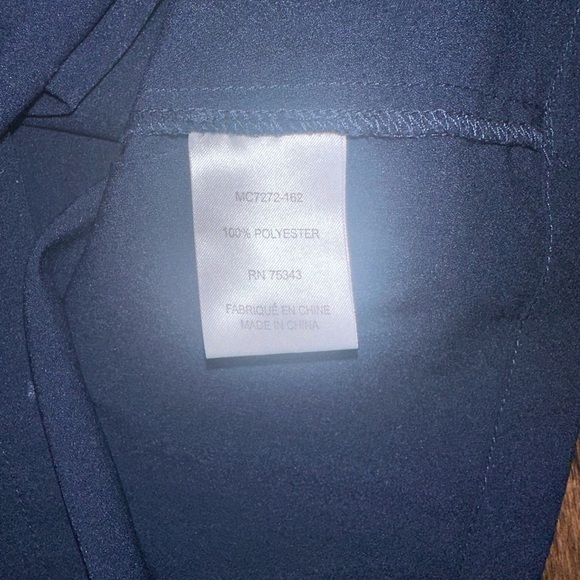 MC7272-162
100% POLYESTER
RN 75343
FABRIQUÉ EN CHINE
MADE IN CHINA